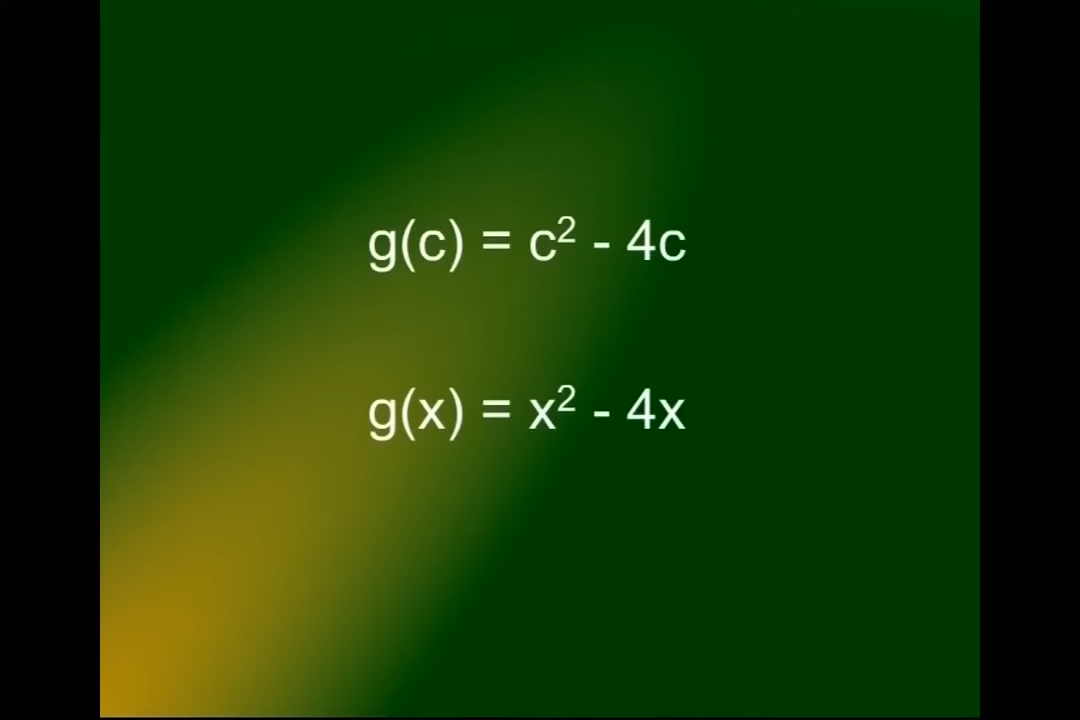 g(c) = c² - 4c
g(x) = x² - 4x